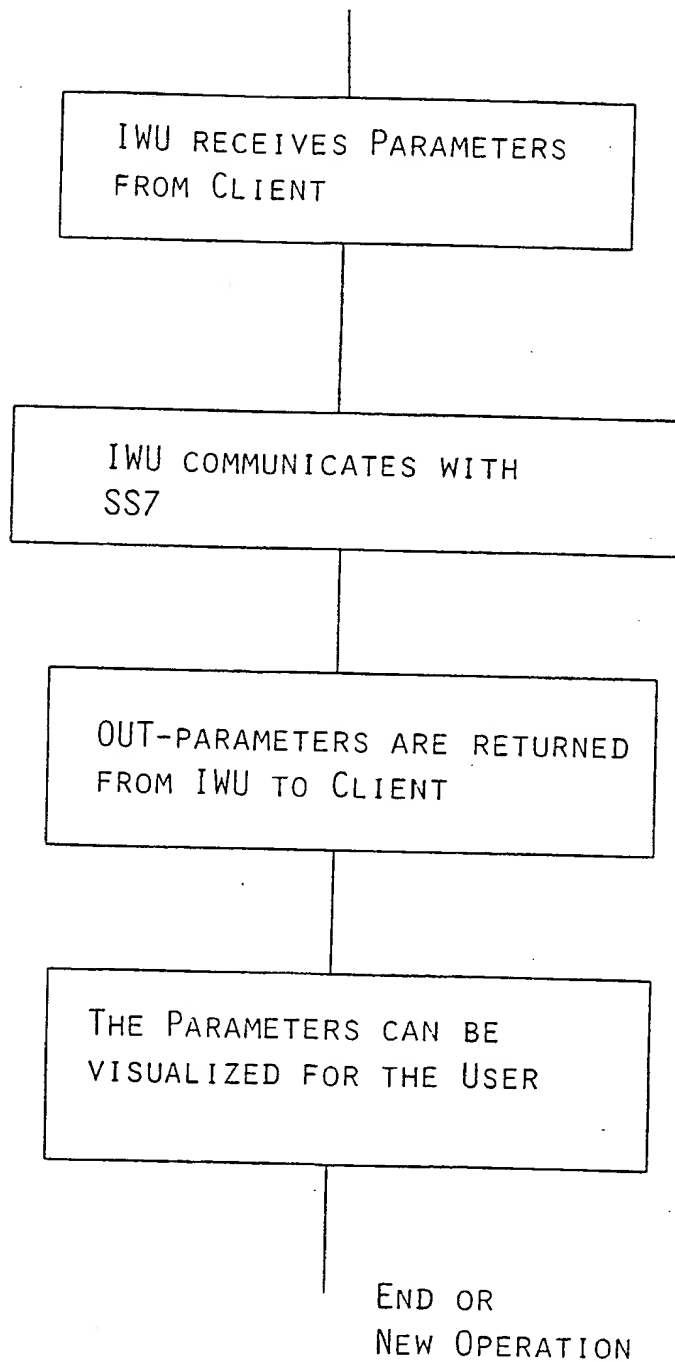 IWU RECEIVES PARAMETERS
FROM CLIENT
IWU COMMUNICATES WITH
SS7
OUT-PARAMETERS ARE RETURNED
FROM IWU TO CLIENT
THE PARAMETERS CAN BE
VISUALIZED FOR THE USER
END OR
NEW OPERATION